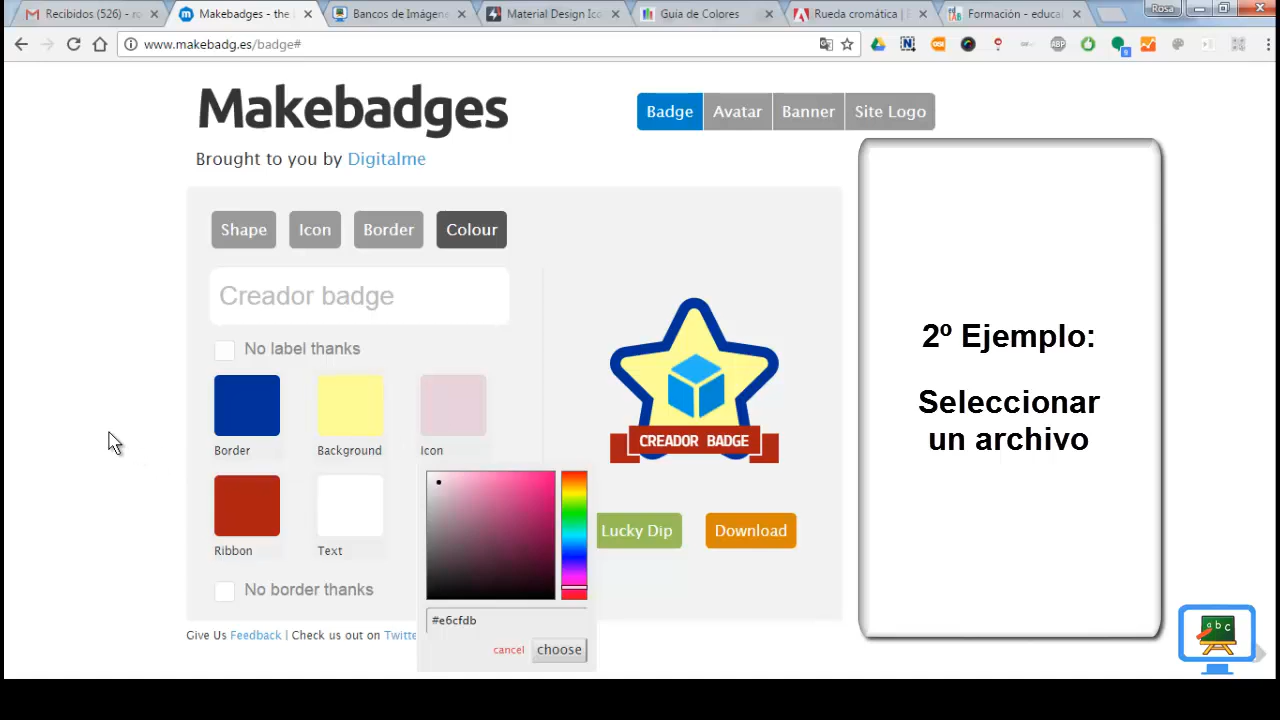 Recibidos (526) - ro
Makebadges - the
Bancos de Imágene
Material Design Ico
Guia de Colores
Rueda cromática | F
Formación - educa
Rosa
www.makebadg.es/badge#
Makebadges
Badge
Avatar
Banner
Site Logo
Brought to you by Digitalme
Shape
Icon
Border
Colour
Creador badge
No label thanks
Border
Background
Icon
Ribbon
Text
No border thanks
CREADOR BADGE
Lucky Dip
Download
#e6cfdb
cancel
choose
Give Us Feedback | Check us out on Twitte
2º Ejemplo:
Seleccionar
un archivo
a b c
ABP
9